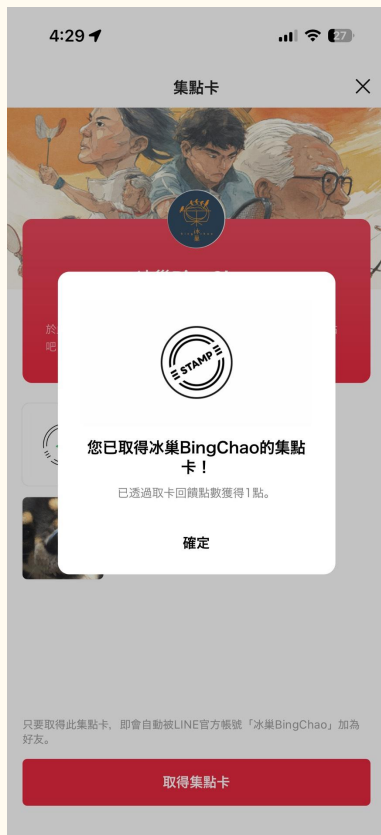 4:29
27
集點卡
STAMP
您已取得冰巢BingChao的集點
卡！
已透過取卡回饋點數獲得1點。
確定
於
吧
只要取得此集點卡，即會自動被LINE官方帳號「冰巢BingChao」加為
好友。
取得集點卡